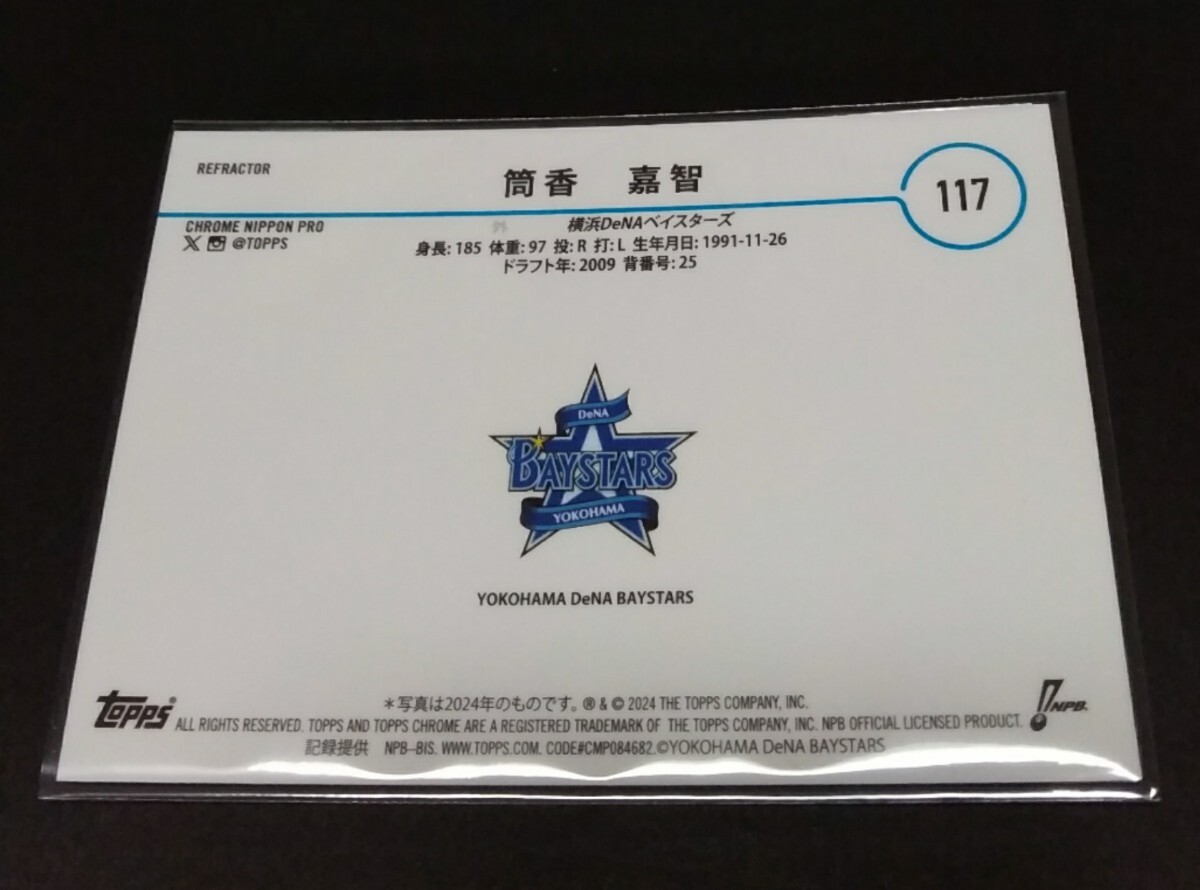 REFRACTOR
筒香 嘉智
117
CHROME NIPPON PRO
@TOPPS
横浜DeNAベイスターズ
身長: 185 体重: 97 投: R 打: L 生年月日: 1991-11-26
ドラフト年: 2009 背番号: 25
DeNA
BAYSTARS
YOKOHAMA
YOKOHAMA DeNA BAYSTARS
Topps®
*写真は2024年のものです。® & © 2024 THE TOPPS COMPANY, INC.
ALL RIGHTS RESERVED. TOPPS AND TOPPS CHROME ARE A REGISTERED TRADEMARK OF THE TOPPS COMPANY, INC. NPB OFFICIAL LICENSED PRODUCT.
記録提供 NPB-BIS. WWW.TOPPS.COM. CODE#CMP084682.©YOKOHAMA DeNA BAYSTARS
NPB.